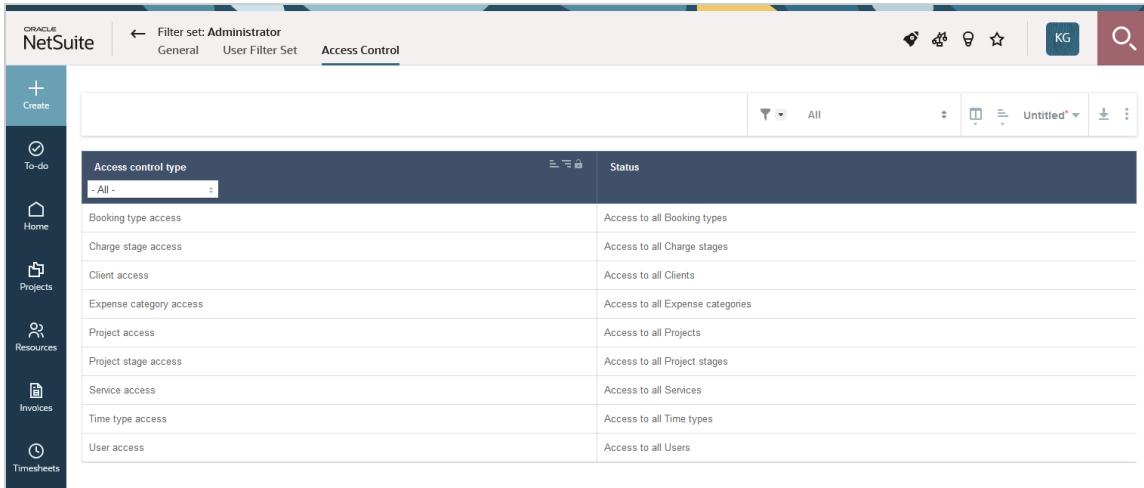 ORACLE
NetSuite
Filter set: Administrator
General User Filter Set Access Control
KG
Create
To-do
Home
Projects
Resources
Invoices
Timesheets
All Untitled*
Access control type Status
- All -
Booking type access Access to all Booking types
Charge stage access Access to all Charge stages
Client access Access to all Clients
Expense category access Access to all Expense categories
Project access Access to all Projects
Project stage access Access to all Project stages
Service access Access to all Services
Time type access Access to all Time types
User access Access to all Users